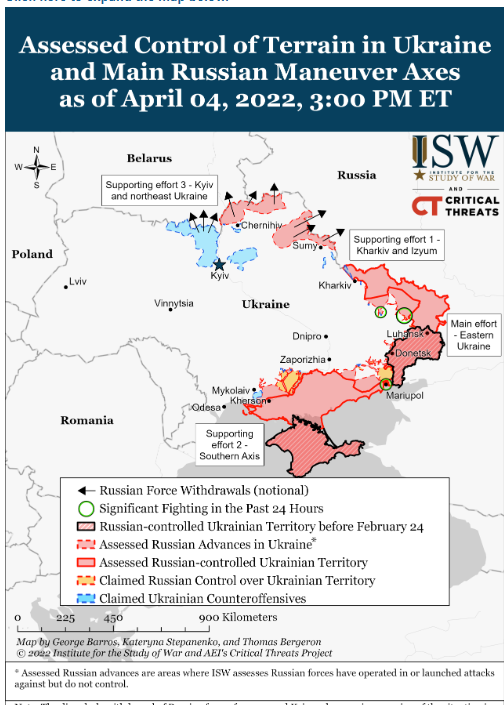 Assessed Control of Terrain in Ukraine
and Main Russian Maneuver Axes
as of April 04, 2022, 3:00 PM ET
N
W E
S
Belarus
Russia
ISW
INSTITUTE FOR THE
STUDY OF WAR
AND
CT CRITICAL
THREATS
Supporting effort 3 - Kyiv
and northeast Ukraine
Chernihiv
Supporting effort 1 -
Kharkiv and Izyum
Sumy
Poland
Kyiv
Kharkiv
Lviv
Vinnytsia
Ukraine
Main effort
- Eastern
Ukraine
Luhansk
Dnipro
Donetsk
Zaporizhia
Mykolaiv
Kherson
Mariupol
Odesa
Romania
Supporting
effort 2 -
Southern Axis
Russian Force Withdrawals (notional)
Significant Fighting in the Past 24 Hours
Russian-controlled Ukrainian Territory before February 24
Assessed Russian Advances in Ukraine*
Assessed Russian-controlled Ukrainian Territory
Claimed Russian Control over Ukrainian Territory
Claimed Ukrainian Counteroffensives
0 225 450 900 Kilometers
Map by George Barros, Kateryna Stepanenko, and Thomas Bergeron
© 2022 Institute for the Study of War and AEI's Critical Threats Project
* Assessed Russian advances are areas where ISW assesses Russian forces have operated in or launched attacks
against but do not control.